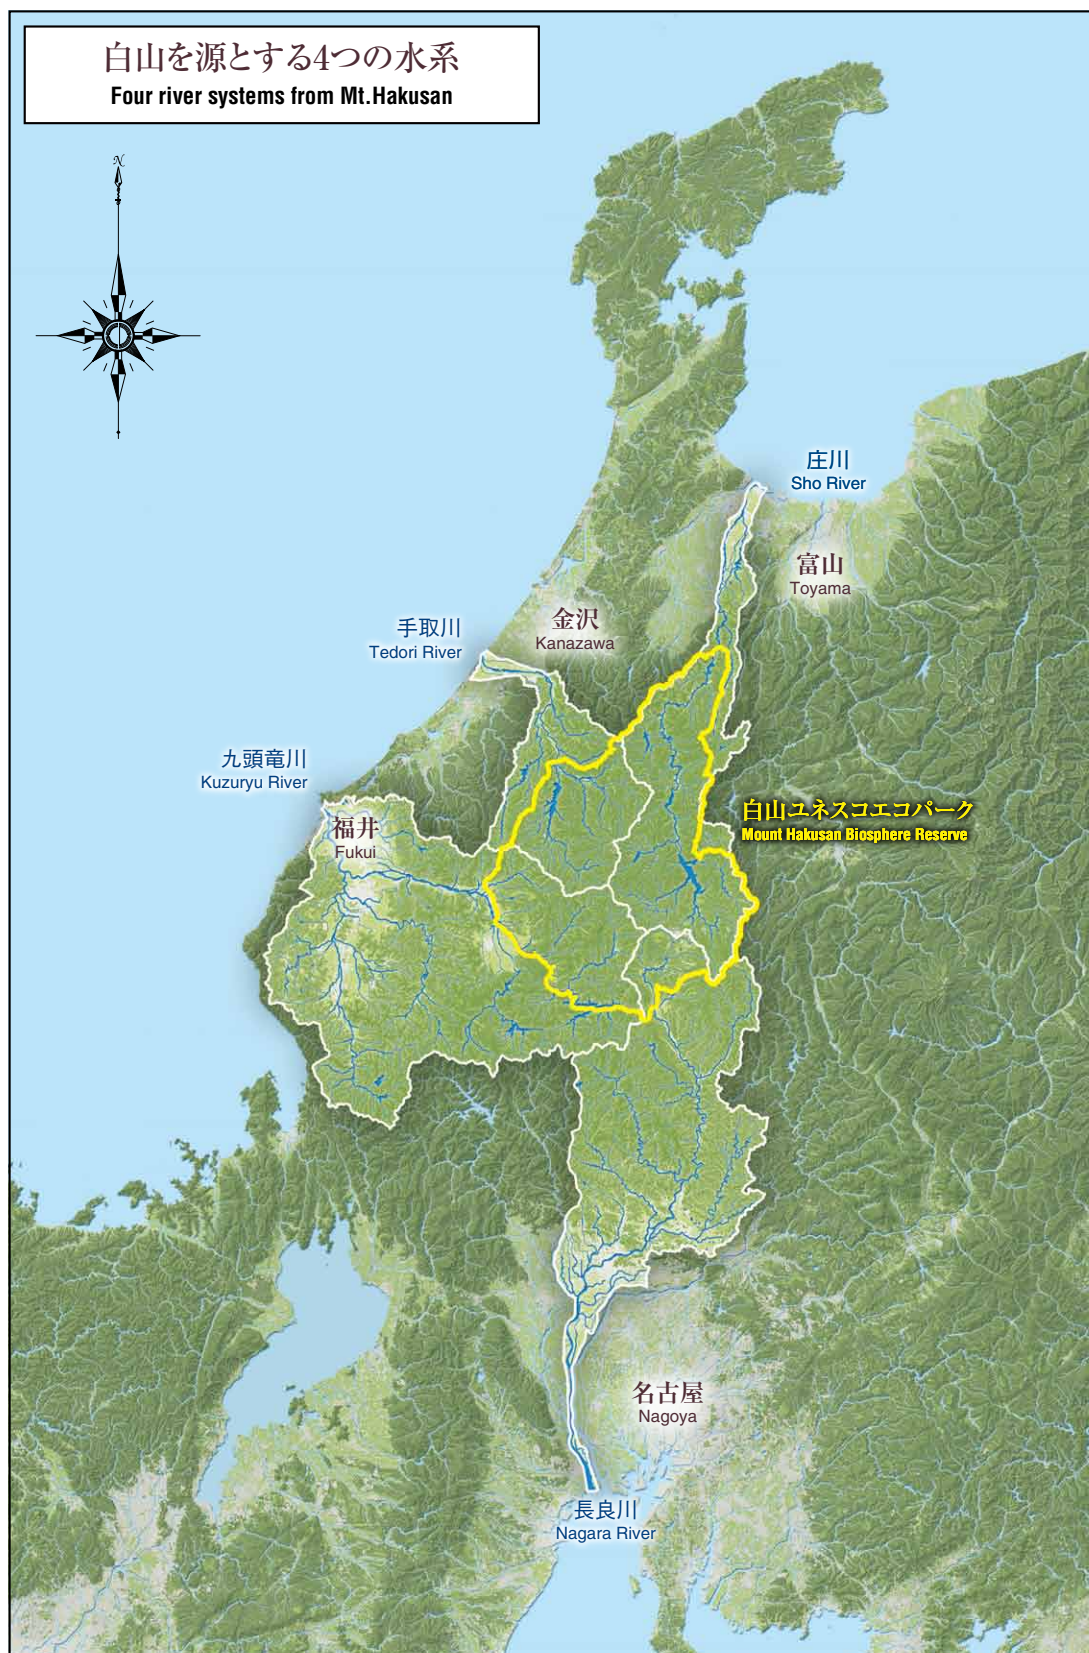 白山を源とする4つの水系
Four river systems from Mt.Hakusan
N
庄川
Sho River
富山
Toyama
金沢
Kanazawa
手取川
Tedori River
九頭竜川
Kuzuryu River
白山ユネスコエコパーク
Mount Hakusan Biosphere Reserve
福井
Fukui
名古屋
Nagoya
長良川
Nagara River